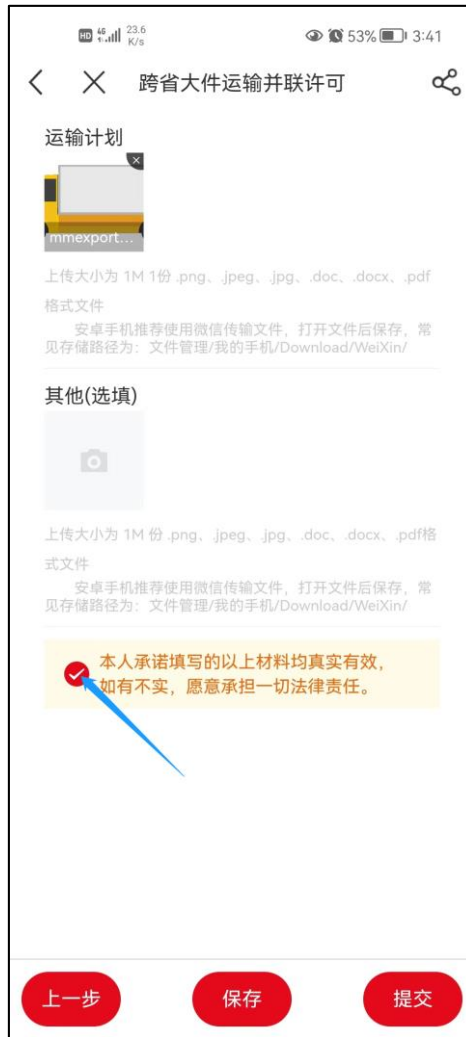 HD 4G 23.6 K/s 53% 3:41
跨省大件运输并联许可
运输计划
mmexport...
上传大小为 1M 1份 .png、.jpeg、.jpg、.doc、.docx、.pdf
格式文件
安卓手机推荐使用微信传输文件，打开文件后保存，常
见存储路径为：文件管理/我的手机/Download/WeiXin/
其他(选填)
上传大小为 1M 份 .png、.jpeg、.jpg、.doc、.docx、.pdf格
式文件
安卓手机推荐使用微信传输文件，打开文件后保存，常
见存储路径为：文件管理/我的手机/Download/WeiXin/
本人承诺填写的以上材料均真实有效，
如有不实，愿意承担一切法律责任。
上一步 保存 提交